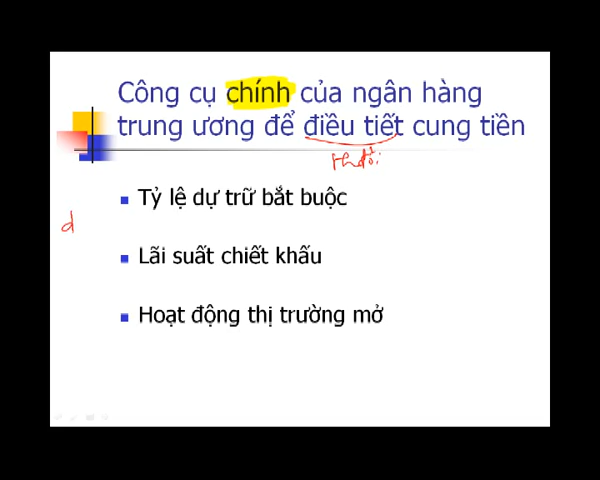 Công cụ chính của ngân hàng
trung ương để điều tiết cung tiền
d
Tỷ lệ dự trữ bắt buộc
Lãi suất chiết khấu
Hoạt động thị trường mở